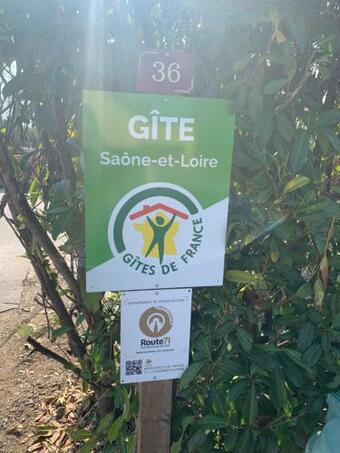 36
GÎTE
Saône-et-Loire
GÎTES DE FRANCE
Route71